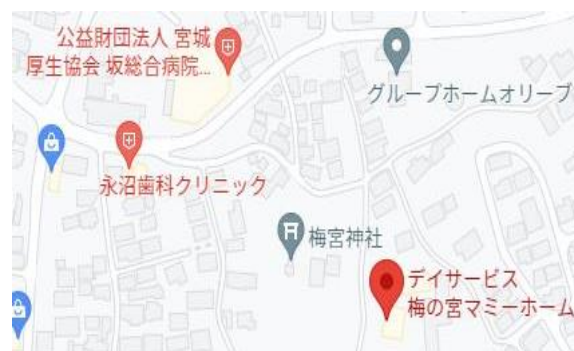 公益財団法人 宮城
厚生協会 坂総合病院...
グループホームオリーブ
永沼歯科クリニック
梅宮神社
デイサービス
梅の宮マミーホーム